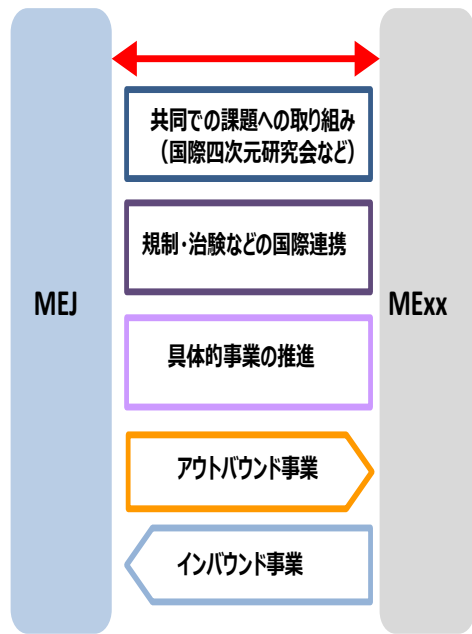 共同での課題への取り組み
（国際四次元研究会など）
規制・治験などの国際連携
MEJ
MExx
具体的事業の推進
アウトバウンド事業
インバウンド事業